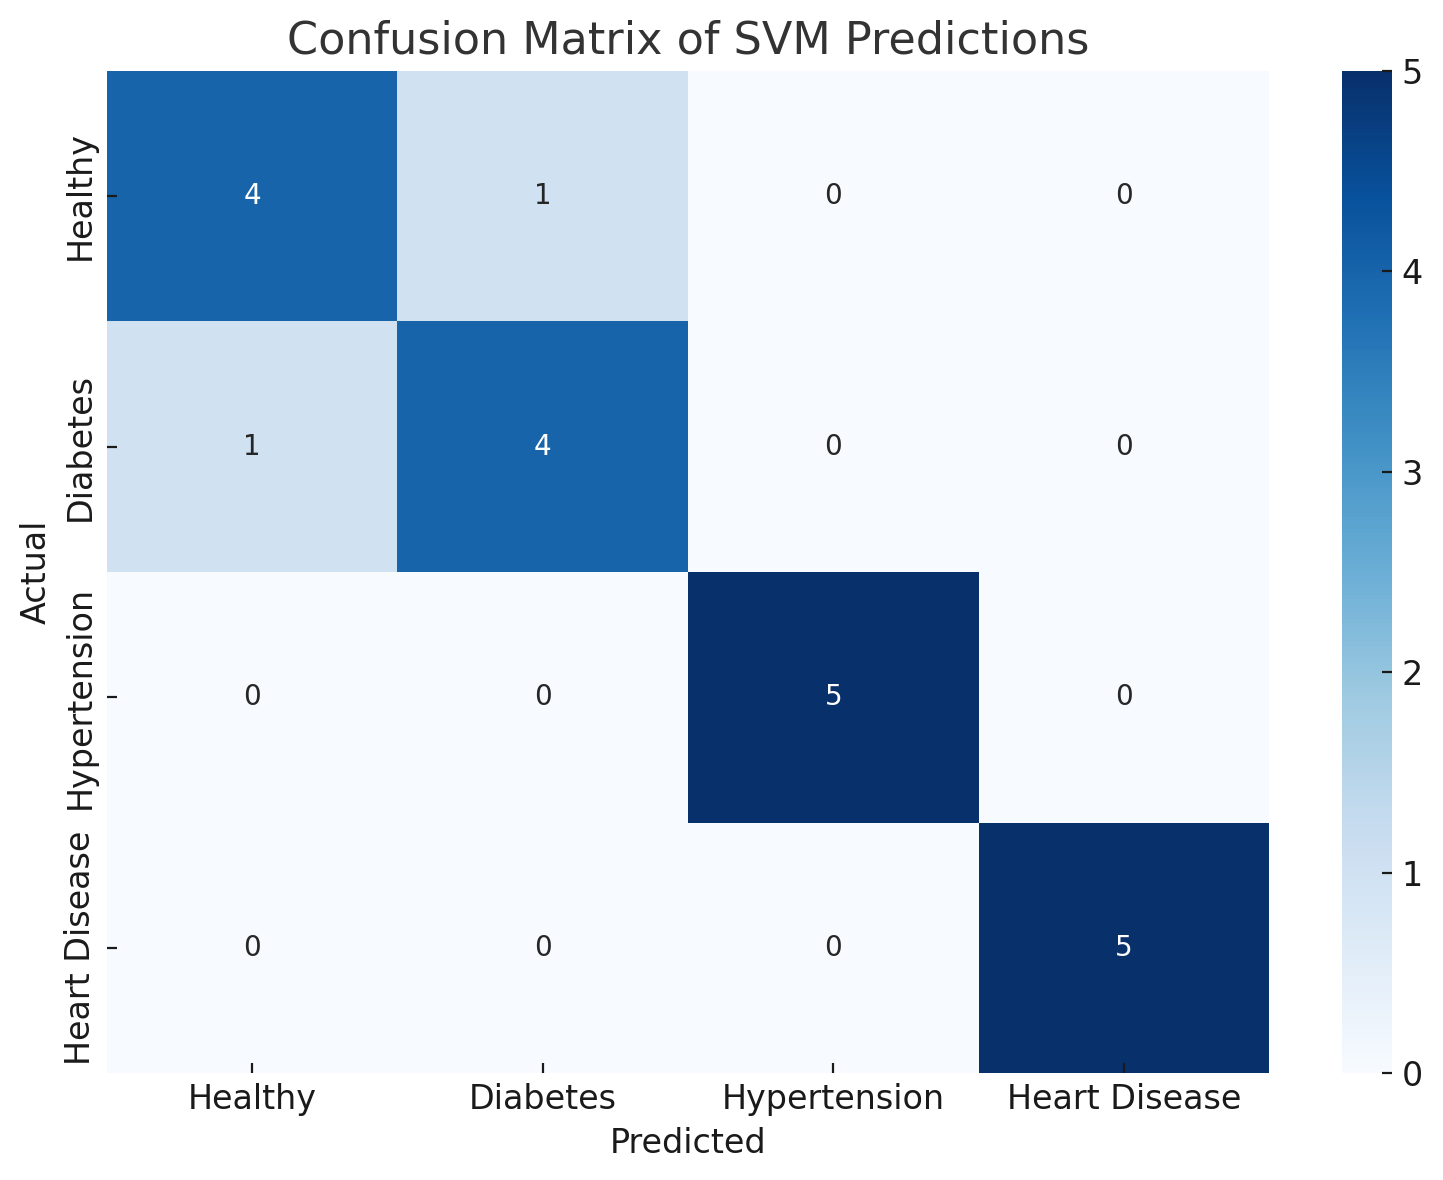 Confusion Matrix of SVM Predictions
Actual
Healthy
4 1 0 0
Diabetes
1 4 0 0
Hypertension
0 0 5 0
Heart Disease
0 0 0 5
Healthy Diabetes Hypertension Heart Disease
Predicted
5
4
3
2
1
0